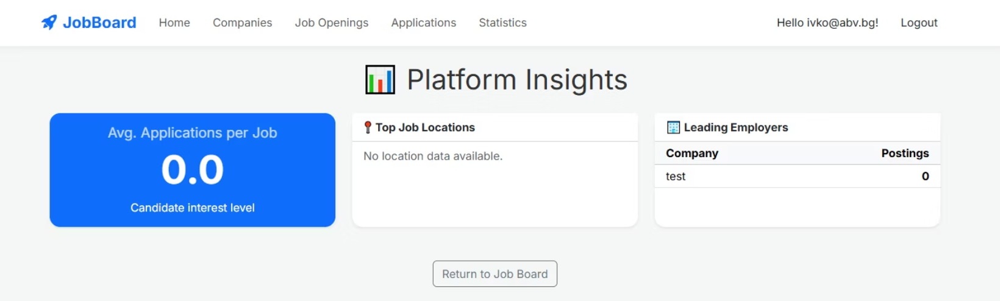 JobBoard Home Companies Job Openings Applications Statistics Hello ivko@abv.bg! Logout
Platform Insights
Avg. Applications per Job
0.0
Candidate interest level
Top Job Locations
No location data available.
Leading Employers
Company Postings
test 0
Return to Job Board